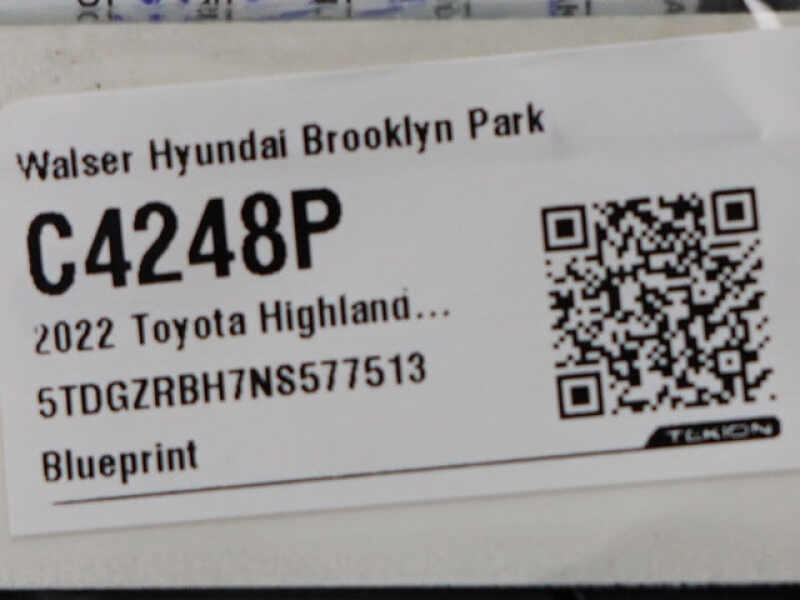 Walser Hyundai Brooklyn Park
C4248P
2022 Toyota Highland...
5TDGZRBH7NS577513
Blueprint
TEKION